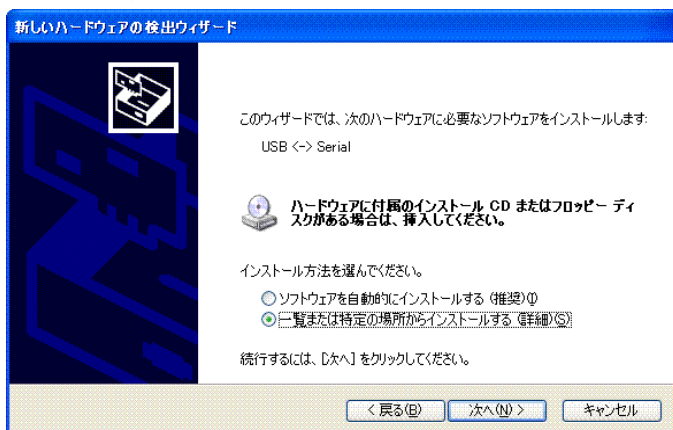 新しいハードウェアの検出ウィザード
このウィザードでは、次のハードウェアに必要なソフトウェアをインストールします:
USB <-> Serial
ハードウェアに付属のインストール CD またはフロッピー ディ
スクがある場合は、挿入してください。
インストール方法を選んでください。
ソフトウェアを自動的にインストールする (推奨)(I)
一覧または特定の場所からインストールする (詳細)(S)
続行するには、[次へ] をクリックしてください。
< 戻る(B)
次へ(N) >
キャンセル